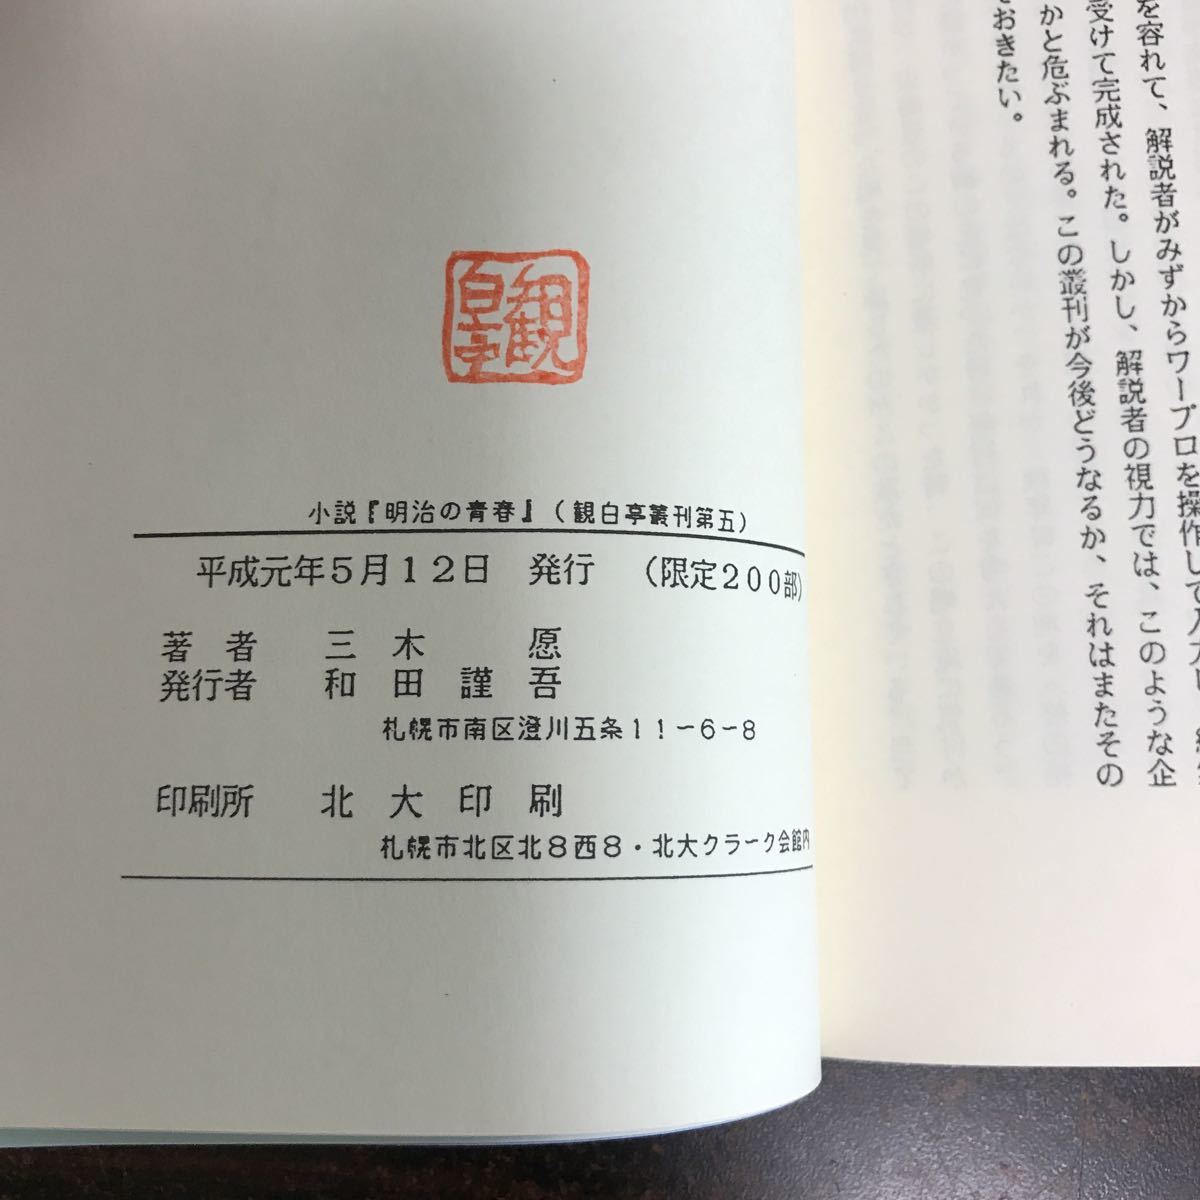 を容れて、解説者がみずからワープロを操作して入力し、
受けて完成された。しかし、解説者の視力では、このような企
かと危ぶまれる。この叢刊が今後どうなるか、それはまたその
おきたい。
観
白亭
小説『明治の青春』(観白亭叢刊第五)
平成元年5月12日 発行 (限定200部)
著者 三木 愿
発行者 和田謹吾
札幌市南区澄川五条11-6-8
印刷所 北大印刷
札幌市北区北8西8・北大クラーク会館内